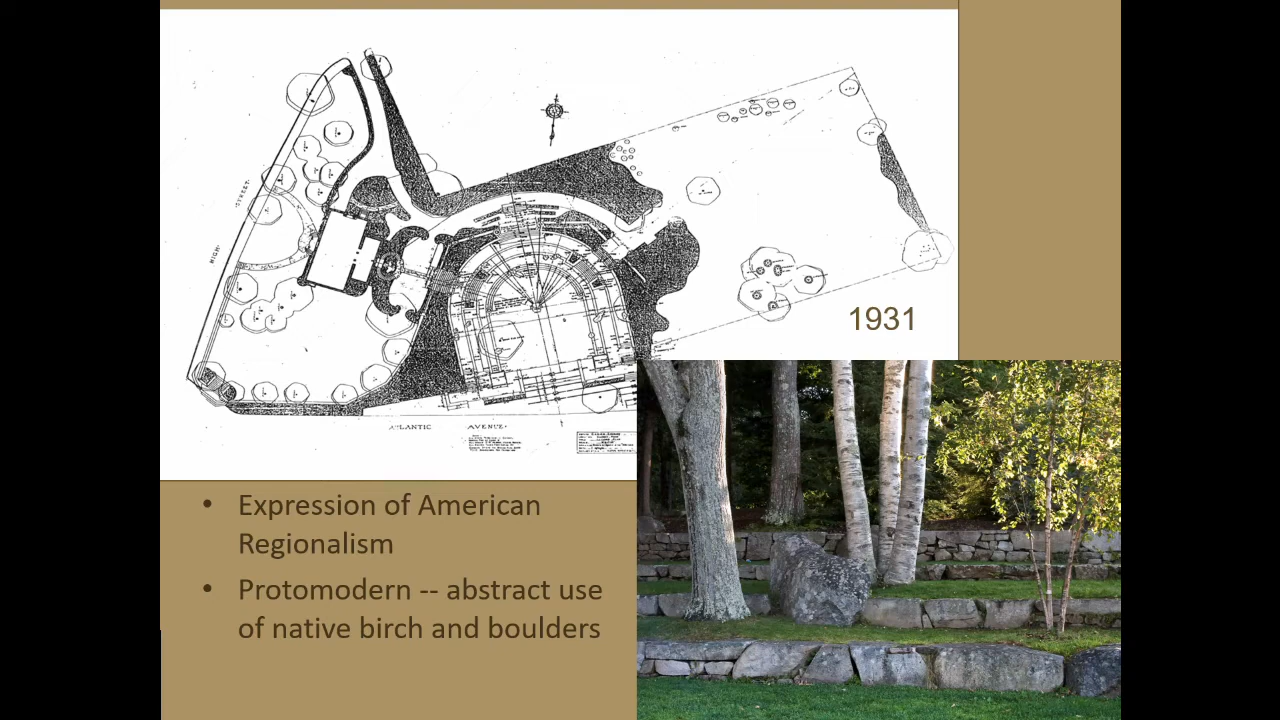 HIGH STREET.
1931
ATLANTIC AVENUE.
• Expression of American
Regionalism
• Protomodern -- abstract use
of native birch and boulders